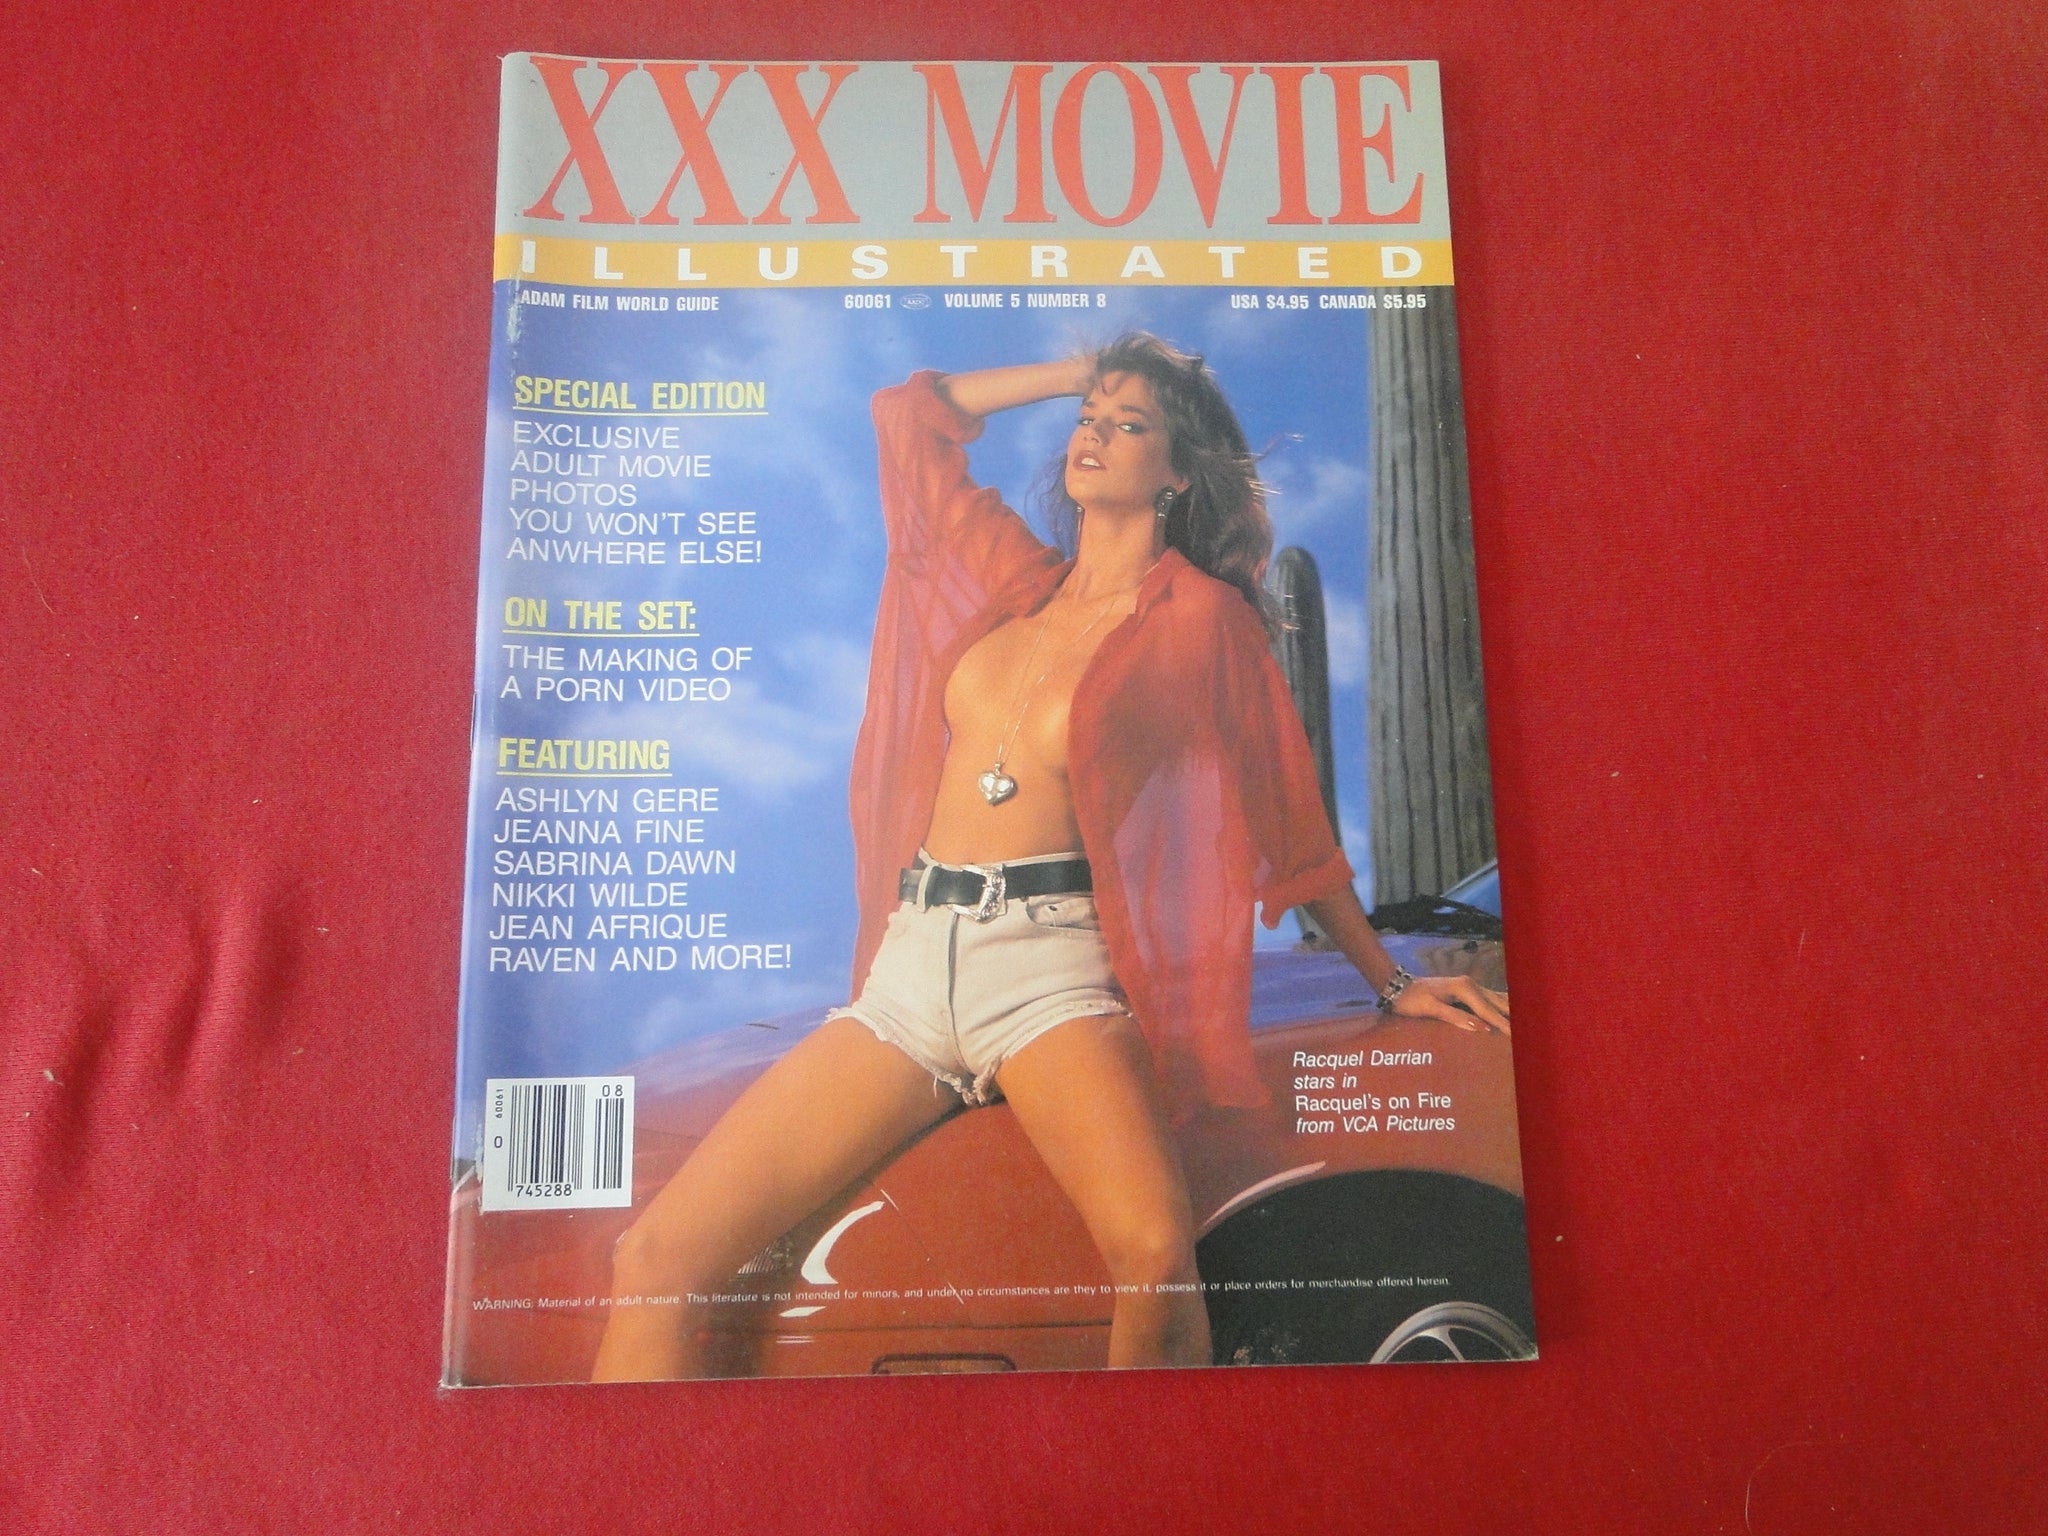 XXX MOVIE
ILLUSTRATED
ADAM FILM WORLD GUIDE 60061 VOLUME 5 NUMBER 8 USA $4.95 CANADA $5.95
SPECIAL EDITION
EXCLUSIVE
ADULT MOVIE
PHOTOS
YOU WON'T SEE
ANWHERE ELSE!
ON THE SET:
THE MAKING OF
A PORN VIDEO
FEATURING
ASHLYN GERE
JEANNA FINE
SABRINA DAWN
NIKKI WILDE
JEAN AFRIQUE
RAVEN AND MORE!
Racquel Darrian
stars in
Racquel's on Fire
from VCA Pictures
60061
08
0
745288
WARNING: Material of an adult nature. This literature is not intended for minors, and under no circumstances are they to view it, possess it or place orders for merchandise offered herein.